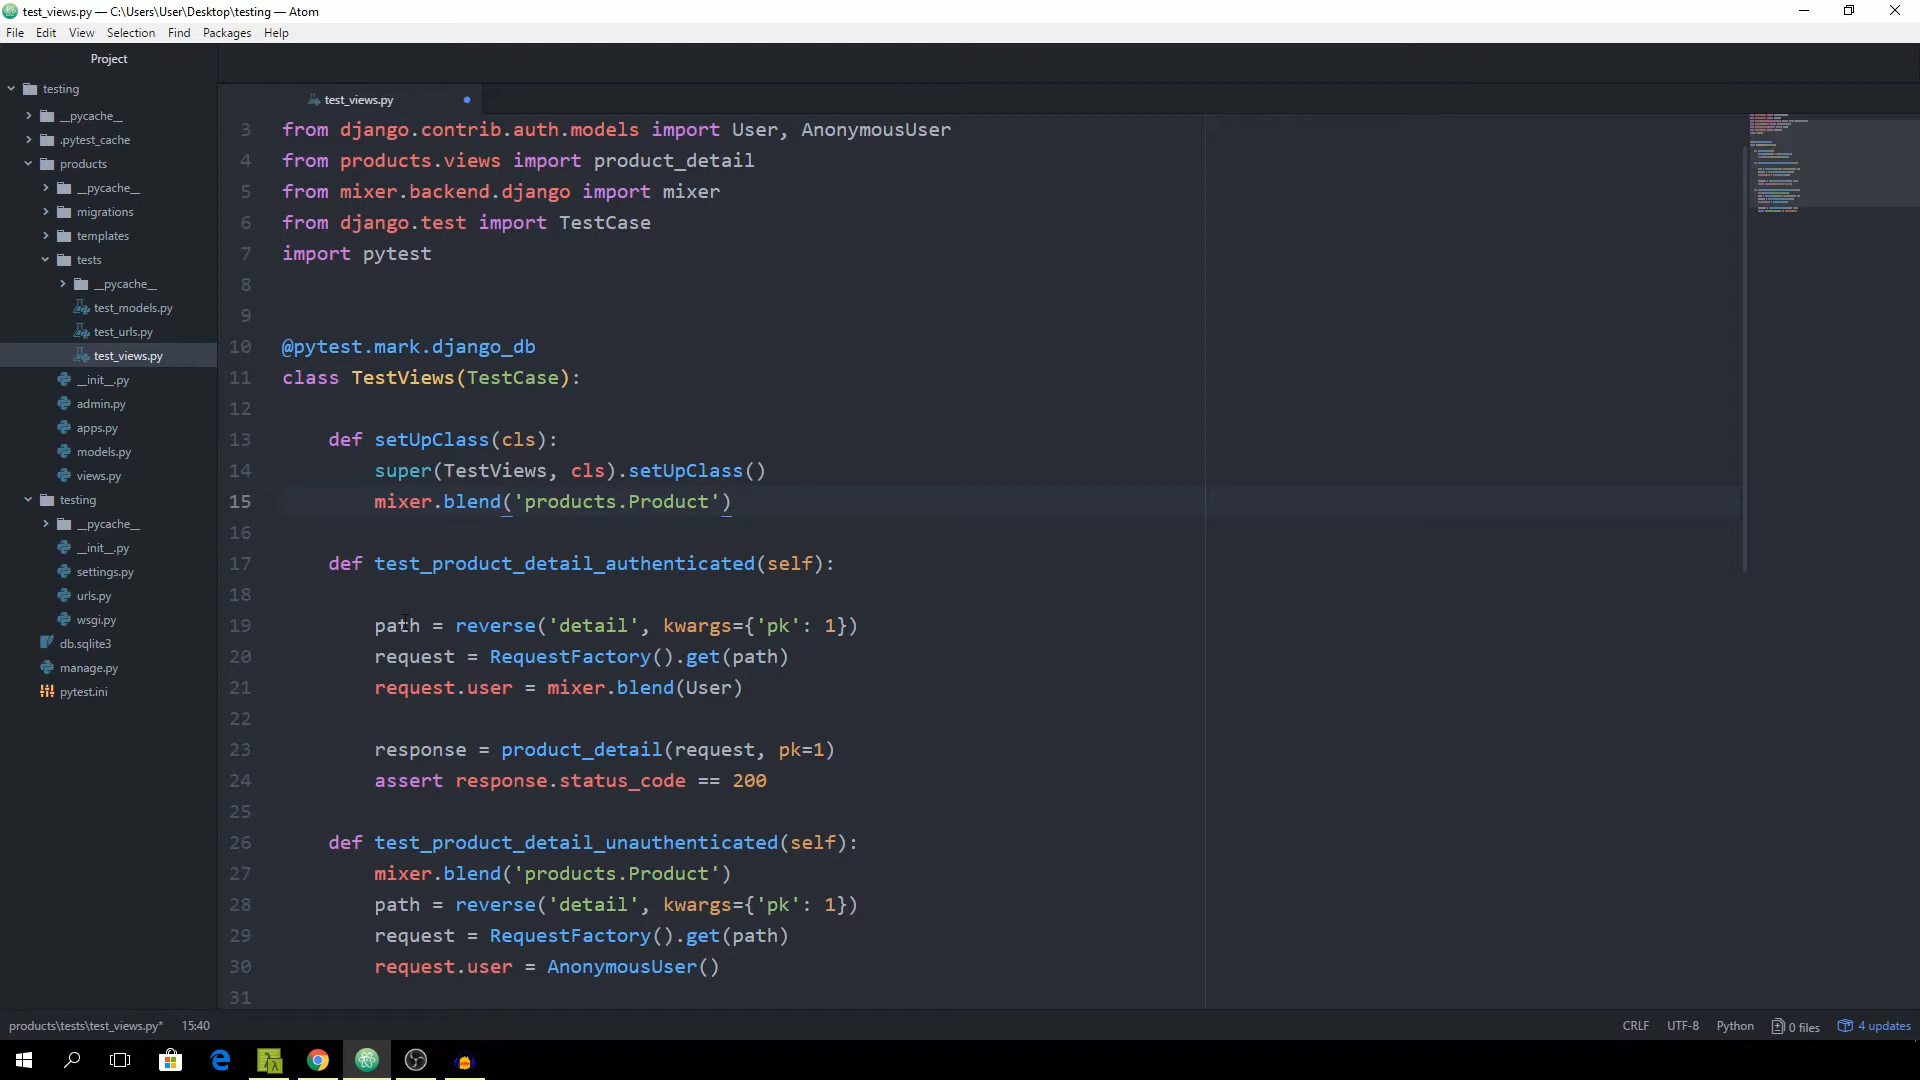 test_views.py — C:\Users\User\Desktop\testing — Atom
File Edit View Selection Find Packages Help
Project
testing
__pycache__
.pytest_cache
products
__pycache__
migrations
templates
tests
__pycache__
test_models.py
test_urls.py
test_views.py
__init__.py
admin.py
apps.py
models.py
views.py
testing
__pycache__
__init__.py
settings.py
urls.py
wsgi.py
db.sqlite3
manage.py
pytest.ini
test_views.py
3 from django.contrib.auth.models import User, AnonymousUser
4 from products.views import product_detail
5 from mixer.backend.django import mixer
6 from django.test import TestCase
7 import pytest
8
9
10 @pytest.mark.django_db
11 class TestViews(TestCase):
12
13 def setUpClass(cls):
14 super(TestViews, cls).setUpClass()
15 mixer.blend('products.Product')
16
17 def test_product_detail_authenticated(self):
18
19 path = reverse('detail', kwargs={'pk': 1})
20 request = RequestFactory().get(path)
21 request.user = mixer.blend(User)
22
23 response = product_detail(request, pk=1)
24 assert response.status_code == 200
25
26 def test_product_detail_unauthenticated(self):
27 mixer.blend('products.Product')
28 path = reverse('detail', kwargs={'pk': 1})
29 request = RequestFactory().get(path)
30 request.user = AnonymousUser()
31
products\tests\test_views.py* 15:40 CRLF UTF-8 Python 0 files 4 updates